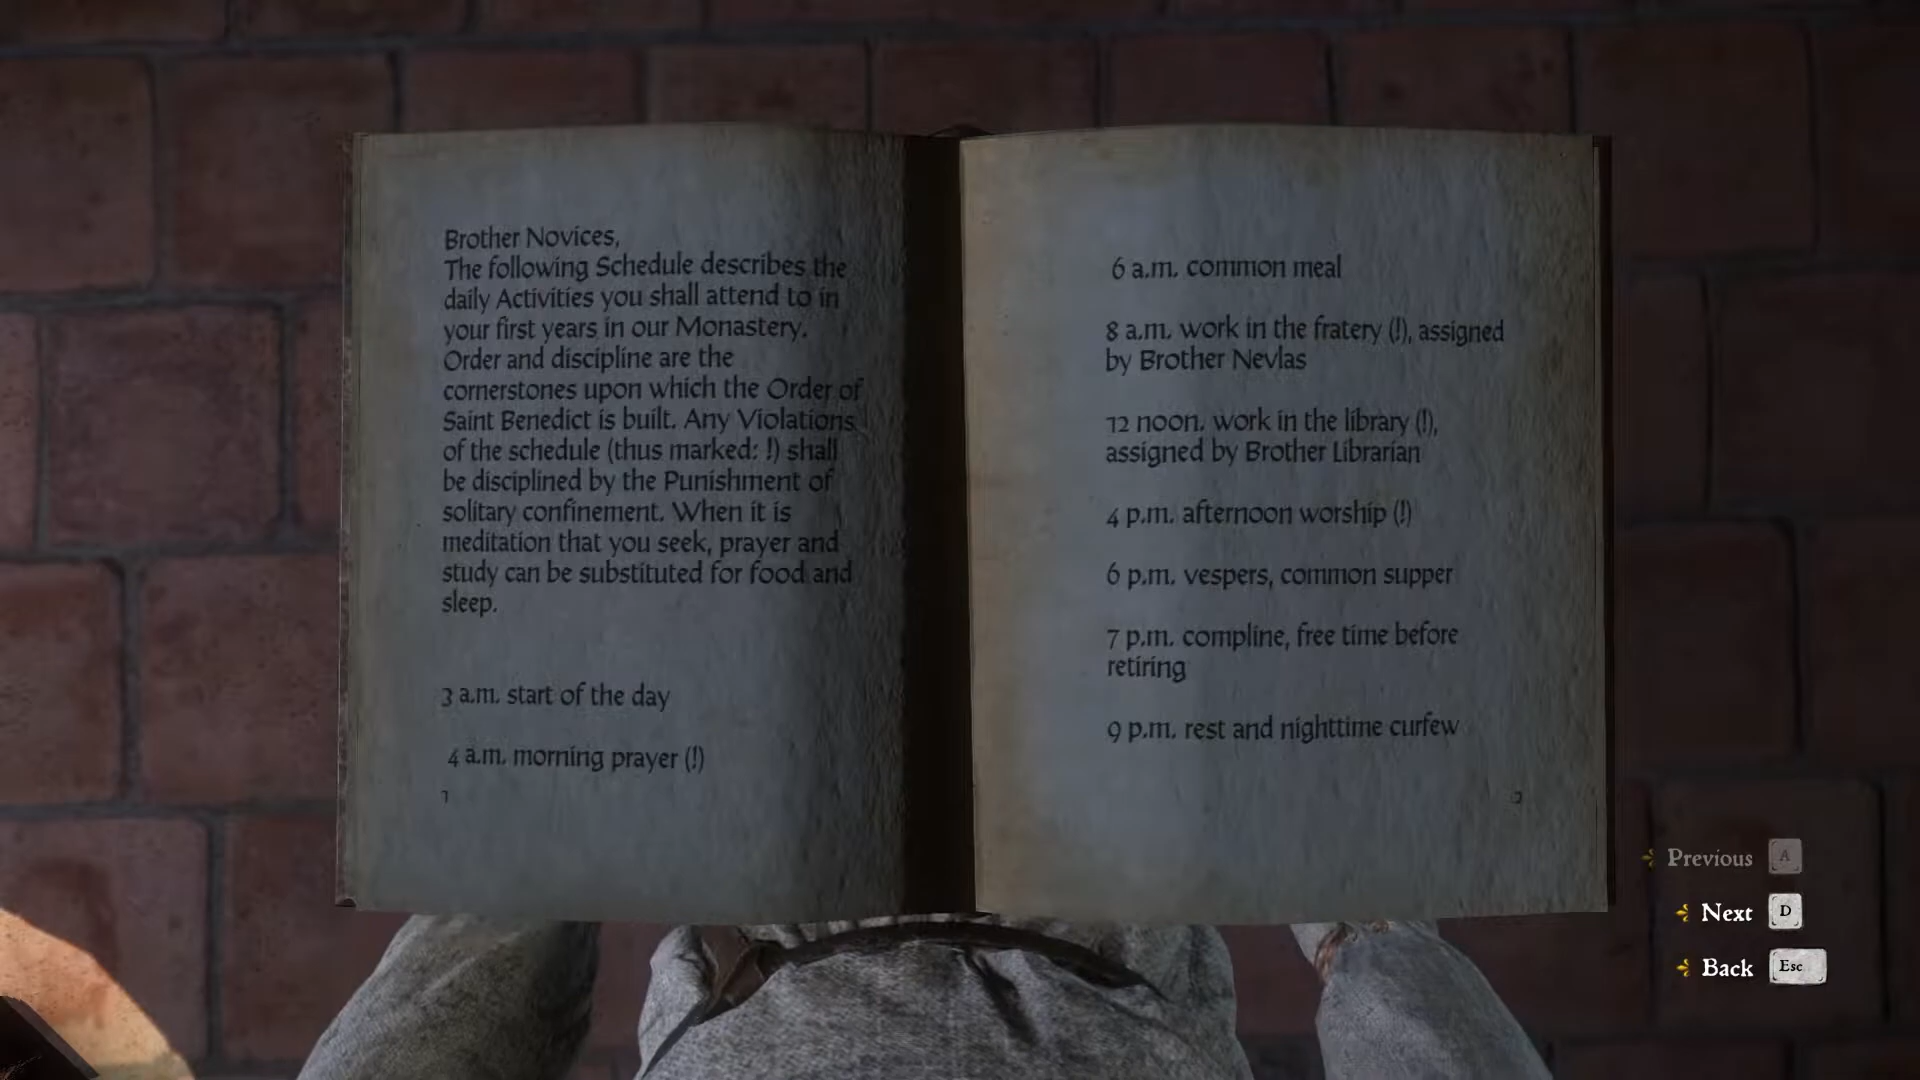 Brother Novices,
The following Schedule describes the
daily Activities you shall attend to in
your first years in our Monastery.
Order and discipline are the
cornerstones upon which the Order of
Saint Benedict is built. Any Violations
of the schedule (thus marked: !) shall
be disciplined by the Punishment of
solitary confinement. When it is
meditation that you seek, prayer and
study can be substituted for food and
sleep.
3 a.m. start of the day
4 a.m. morning prayer (!)
1
6 a.m. common meal
8 a.m. work in the fratery (!), assigned
by Brother Nevlas
12 noon. work in the library (!),
assigned by Brother Librarian
4 p.m. afternoon worship (!)
6 p.m. vespers, common supper
7 p.m. compline, free time before
retiring
9 p.m. rest and nighttime curfew
2
Previous A
Next D
Back Esc